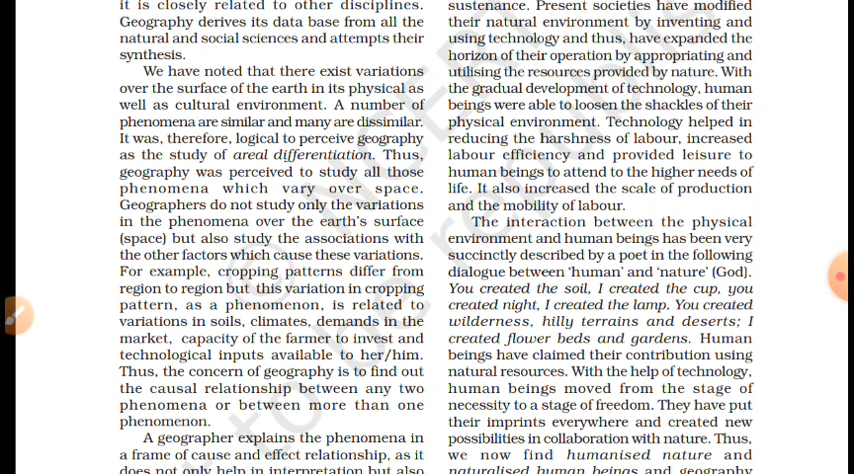 it is closely related to other disciplines.
Geography derives its data base from all the
natural and social sciences and attempts their
synthesis.
We have noted that there exist variations
over the surface of the earth in its physical as
well as cultural environment. A number of
phenomena are similar and many are dissimilar.
It was, therefore, logical to perceive geography
as the study of areal differentiation. Thus,
geography was perceived to study all those
phenomena which vary over space.
Geographers do not study only the variations
in the phenomena over the earth's surface
(space) but also study the associations with
the other factors which cause these variations.
For example, cropping patterns differ from
region to region but this variation in cropping
pattern, as a phenomenon, is related to
variations in soils, climates, demands in the
market, capacity of the farmer to invest and
technological inputs available to her/him.
Thus, the concern of geography is to find out
the causal relationship between any two
phenomena or between more than one
phenomenon.
A geographer explains the phenomena in
a frame of cause and effect relationship, as it
does not only help in interpretation but also
sustenance. Present societies have modified
their natural environment by inventing and
using technology and thus, have expanded the
horizon of their operation by appropriating and
utilising the resources provided by nature. With
the gradual development of technology, human
beings were able to loosen the shackles of their
physical environment. Technology helped in
reducing the harshness of labour, increased
labour efficiency and provided leisure to
human beings to attend to the higher needs of
life. It also increased the scale of production
and the mobility of labour.
The interaction between the physical
environment and human beings has been very
succinctly described by a poet in the following
dialogue between 'human' and 'nature' (God).
You created the soil, I created the cup, you
created night, I created the lamp. You created
wilderness, hilly terrains and deserts; I
created flower beds and gardens. Human
beings have claimed their contribution using
natural resources. With the help of technology,
human beings moved from the stage of
necessity to a stage of freedom. They have put
their imprints everywhere and created new
possibilities in collaboration with nature. Thus,
we now find humanised nature and
naturalised human beings and geography
© NCERT
to be republis